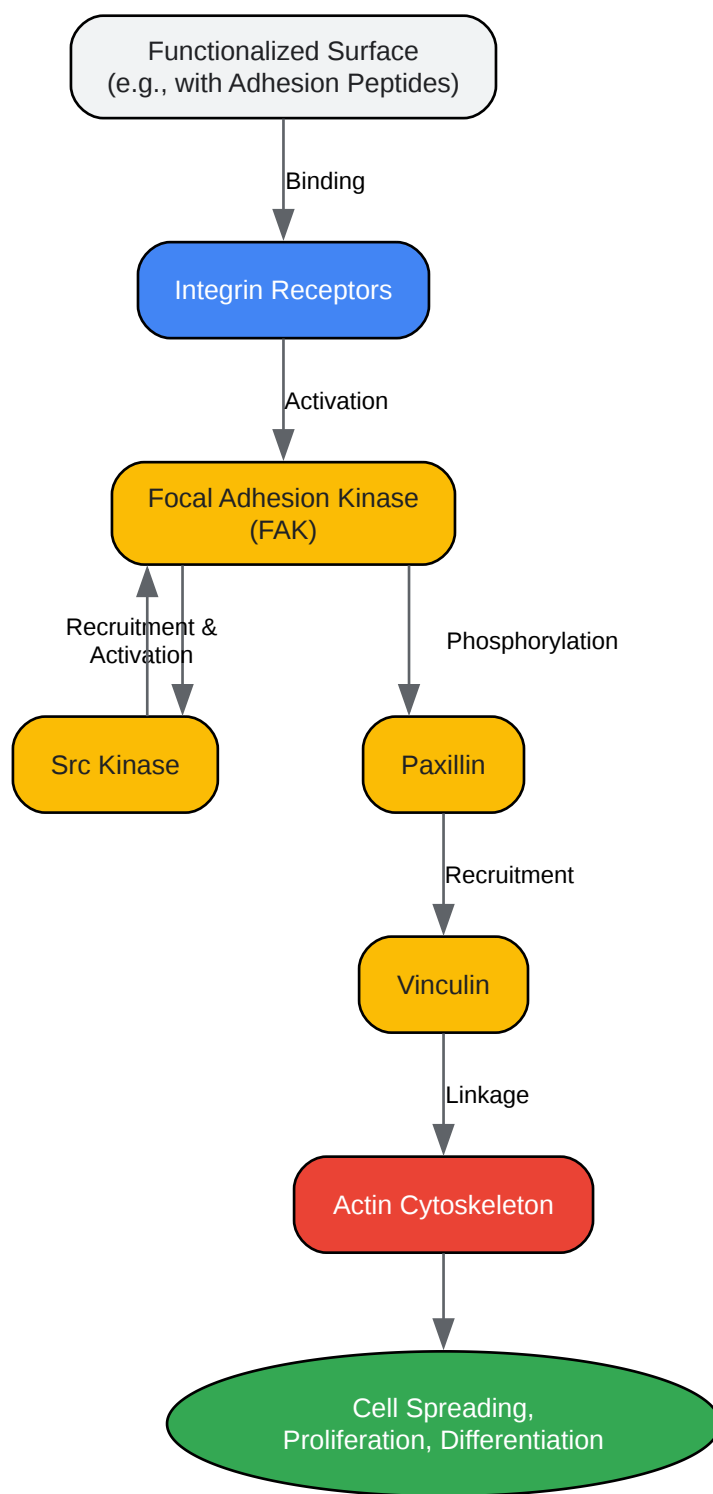 Functionalized Surface
(e.g., with Adhesion Peptides)
Binding
Integrin Receptors
Activation
Focal Adhesion Kinase
(FAK)
Recruitment &
Activation
Phosphorylation
Src Kinase
Paxillin
Recruitment
Vinculin
Linkage
Actin Cytoskeleton
Cell Spreading,
Proliferation, Differentiation